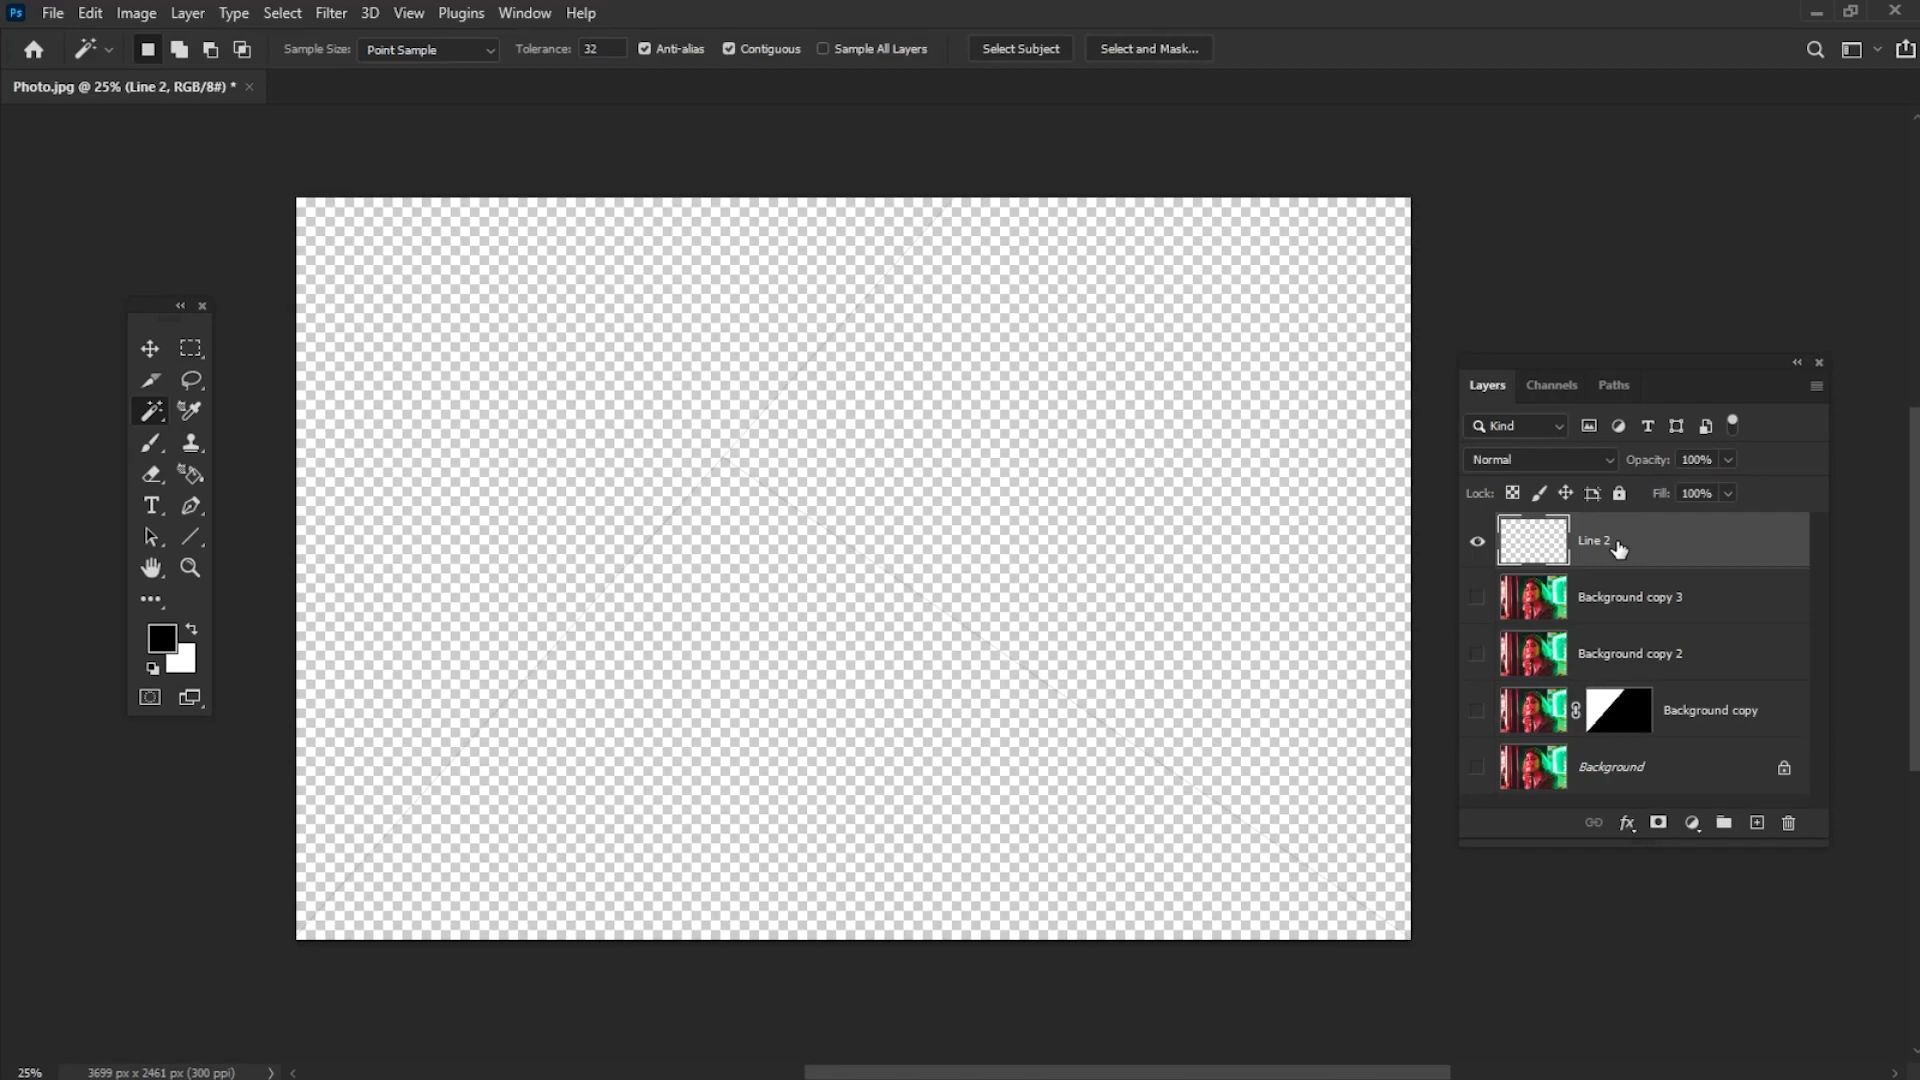 Ps File Edit Image Layer Type Select Filter 3D View Plugins Window Help
Sample Size: Point Sample Tolerance: 32 Anti-alias Contiguous Sample All Layers Select Subject Select and Mask...
Photo.jpg @ 25% (Line 2, RGB/8#) *
Layers Channels Paths
Kind
Normal Opacity: 100%
Lock: Fill: 100%
Line 2
Background copy 3
Background copy 2
Background copy
Background
fx
25% 3699 px x 2461 px (300 ppi)